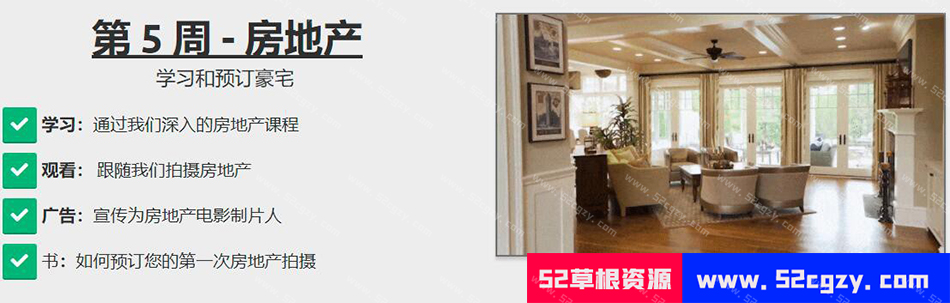 第 5 周 - 房地产
学习和预订豪宅
学习：通过我们深入的房地产课程
观看： 跟随我们拍摄房地产
广告：宣传为房地产电影制片人
书：如何预订您的第一次房地产拍摄
52草根资源 www.52cgzy.com